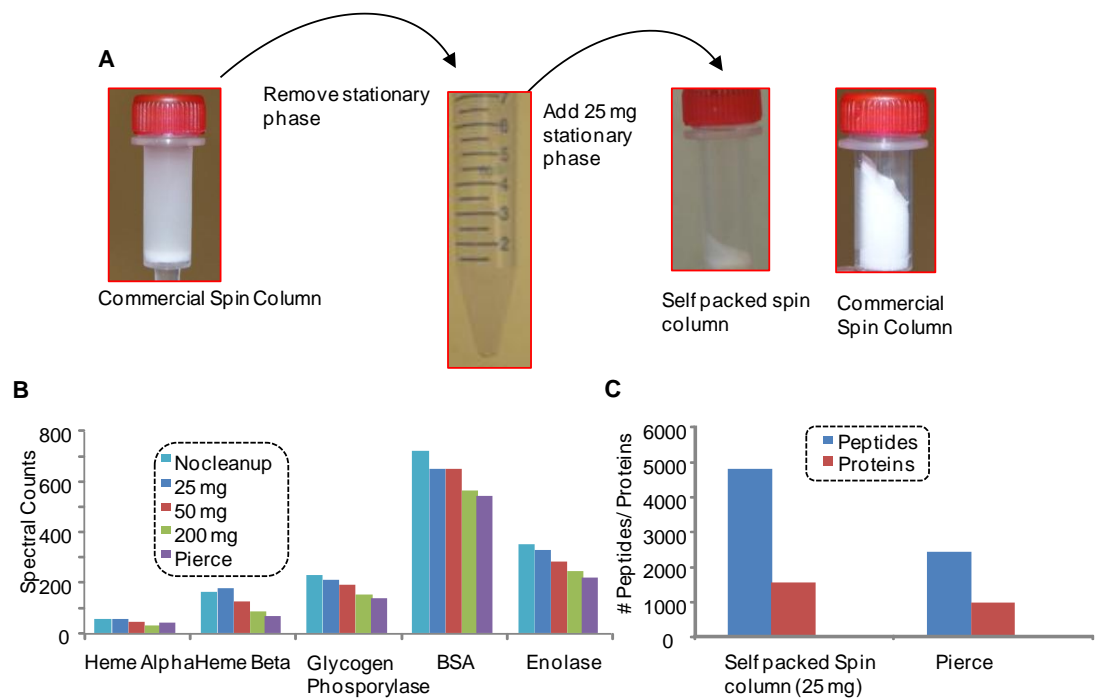 A
Remove stationary
phase
Add 25 mg
stationary
phase
Commercial Spin Column
Self packed spin
column
Commercial
Spin Column
B
800
600
400
200
0
Spectral Counts
No cleanup
25 mg
50 mg
200 mg
Pierce
Heme Alpha
Heme Beta
Glycogen
Phosporylase
BSA
Enolase
C
6000
5000
4000
3000
2000
1000
0
# Peptides/ Proteins
Peptides
Proteins
Self packed Spin
column (25 mg)
Pierce